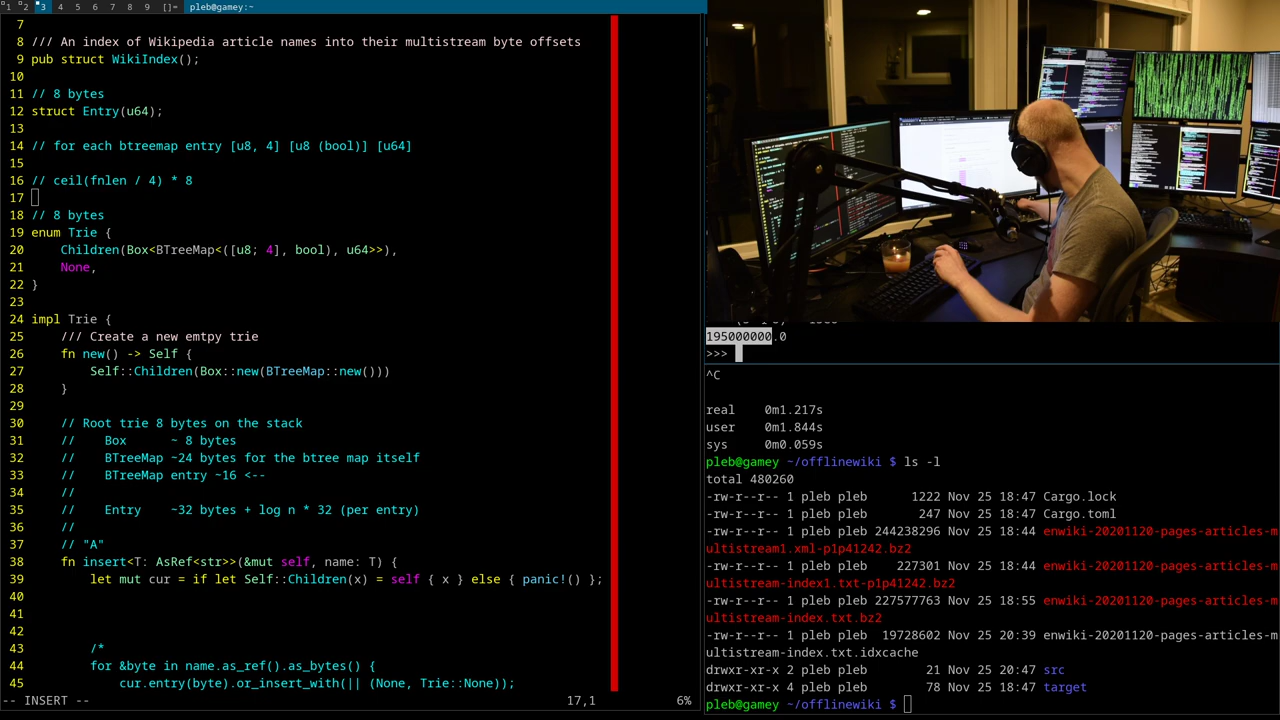 1 2 3 4 5 6 7 8 9 []= pleb@gamey:~
7
8 /// An index of Wikipedia article names into their multistream byte offsets
9 pub struct WikiIndex();
10
11 // 8 bytes
12 struct Entry(u64);
13
14 // for each btreemap entry [u8, 4] [u8 (bool)] [u64]
15
16 // ceil(fnlen / 4) * 8
17
18 // 8 bytes
19 enum Trie {
20     Children(Box<BTreeMap<([u8; 4], bool), u64>>),
21     None,
22 }
23
24 impl Trie {
25     /// Create a new emtpy trie
26     fn new() -> Self {
27         Self::Children(Box::new(BTreeMap::new()))
28     }
29
30     // Root trie 8 bytes on the stack
31     //    Box      ~ 8 bytes
32     //    BTreeMap ~24 bytes for the btree map itself
33     //    BTreeMap entry ~16 <--
34     //
35     //    Entry    ~32 bytes + log n * 32 (per entry)
36     //
37     // "A"
38     fn insert<T: AsRef<str>>(&mut self, name: T) {
39         let mut cur = if let Self::Children(x) = self { x } else { panic!() };
40
41
42
43         /*
44         for &byte in name.as_ref().as_bytes() {
45             cur.entry(byte).or_insert_with(|| (None, Trie::None));
-- INSERT -- 17,1 6%
195000000.0
>>>
^C
real    0m1.217s
user    0m1.844s
sys     0m0.059s
pleb@gamey ~/offlinewiki $ ls -l
total 480260
-rw-r--r-- 1 pleb pleb      1222 Nov 25 18:47 Cargo.lock
-rw-r--r-- 1 pleb pleb       247 Nov 25 18:47 Cargo.toml
-rw-r--r-- 1 pleb pleb 244238296 Nov 25 18:44 enwiki-20201120-pages-articles-m
ultistream1.xml-p1p41242.bz2
-rw-r--r-- 1 pleb pleb    227301 Nov 25 18:44 enwiki-20201120-pages-articles-m
ultistream-index1.txt-p1p41242.bz2
-rw-r--r-- 1 pleb pleb 227577763 Nov 25 18:55 enwiki-20201120-pages-articles-m
ultistream-index.txt.bz2
-rw-r--r-- 1 pleb pleb  19728602 Nov 25 20:39 enwiki-20201120-pages-articles-m
ultistream-index.txt.idxcache
drwxr-xr-x 2 pleb pleb        21 Nov 25 20:47 src
drwxr-xr-x 4 pleb pleb        78 Nov 25 18:47 target
pleb@gamey ~/offlinewiki $